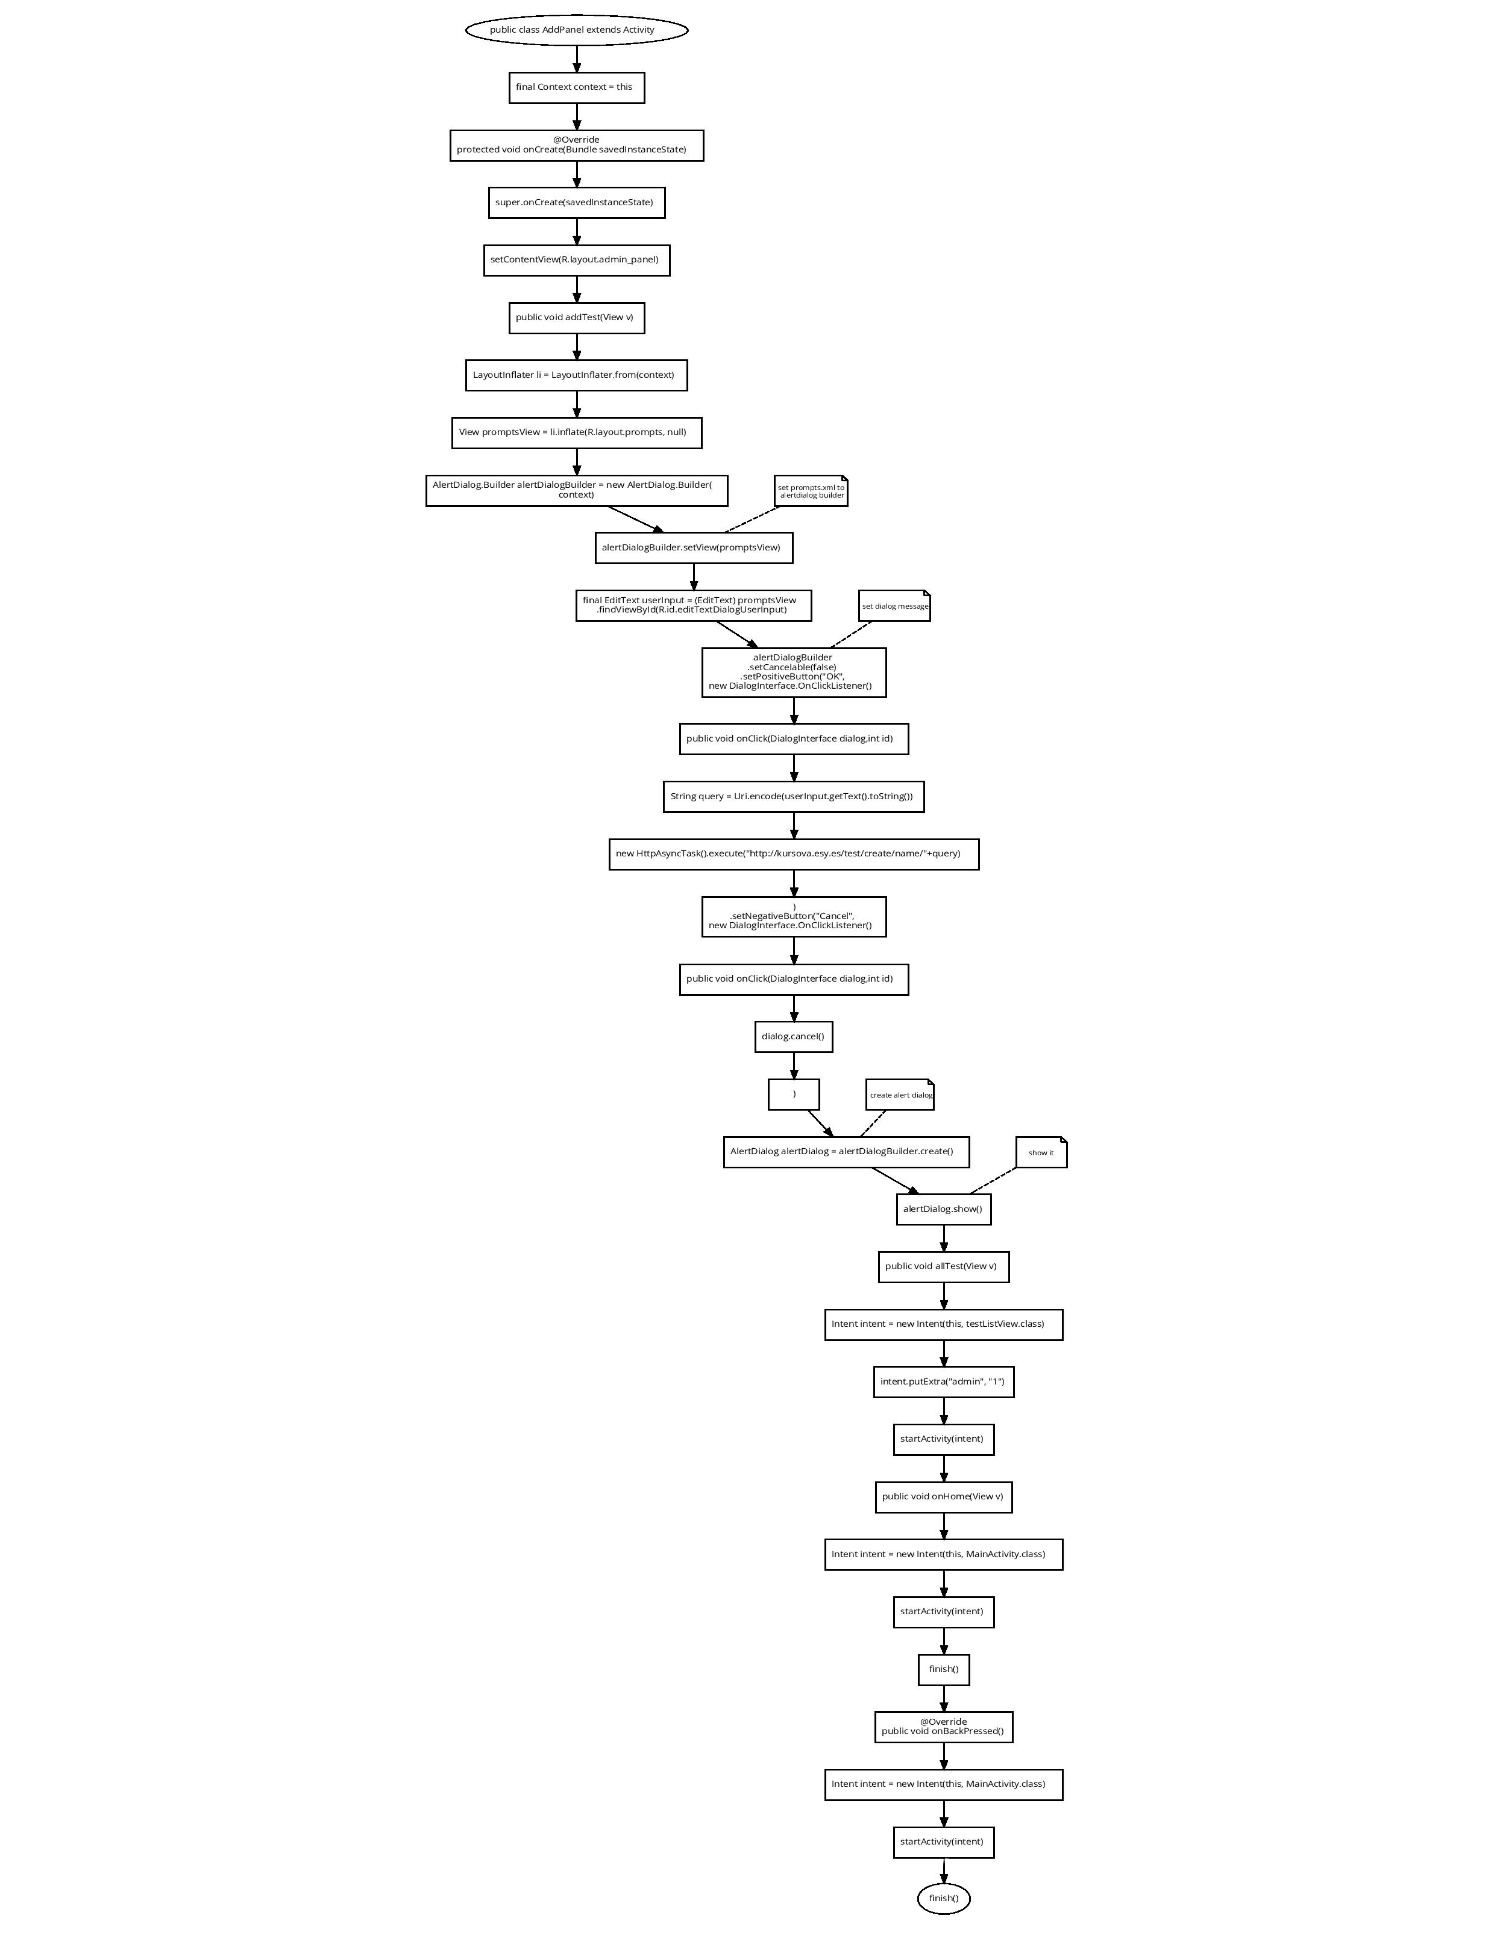 public class AddPanel extends Activity
final Context context = this
@Override
protected void onCreate(Bundle savedInstanceState)
super.onCreate(savedInstanceState)
setContentView(R.layout.admin_panel)
public void addTest(View v)
LayoutInflater li = LayoutInflater.from(context)
View promptsView = li.inflate(R.layout.prompts, null)
AlertDialog.Builder alertDialogBuilder = new AlertDialog.Builder(
context)
set prompts.xml to
alertdialog builder
alertDialogBuilder.setView(promptsView)
final EditText userInput = (EditText) promptsView
.findViewById(R.id.editTextDialogUserInput)
set dialog message
alertDialogBuilder
.setCancelable(false)
.setPositiveButton("OK",
new DialogInterface.OnClickListener()
public void onClick(DialogInterface dialog,int id)
String query = Uri.encode(userInput.getText().toString())
new HttpAsyncTask().execute("http://kursova.esy.es/test/create/name/"+query)
)
.setNegativeButton("Cancel",
new DialogInterface.OnClickListener()
public void onClick(DialogInterface dialog,int id)
dialog.cancel()
)
create alert dialog
AlertDialog alertDialog = alertDialogBuilder.create()
show it
alertDialog.show()
public void allTest(View v)
Intent intent = new Intent(this, testListView.class)
intent.putExtra("admin", "1")
startActivity(intent)
public void onHome(View v)
Intent intent = new Intent(this, MainActivity.class)
startActivity(intent)
finish()
@Override
public void onBackPressed()
Intent intent = new Intent(this, MainActivity.class)
startActivity(intent)
finish()